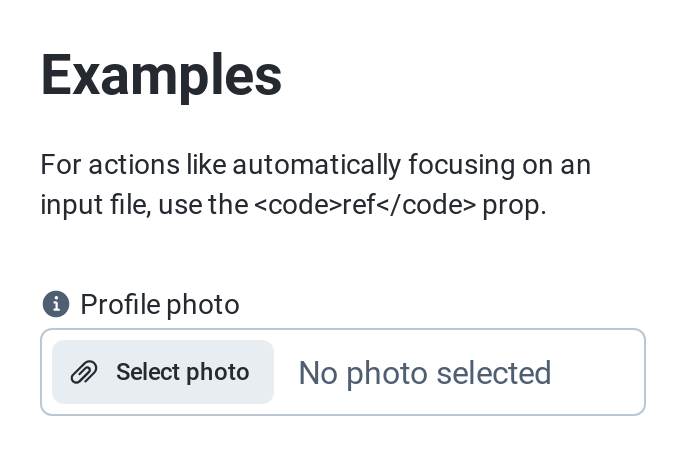 Examples
For actions like automatically focusing on an
input file, use the <code>ref</code> prop.
Profile photo
Select photo No photo selected